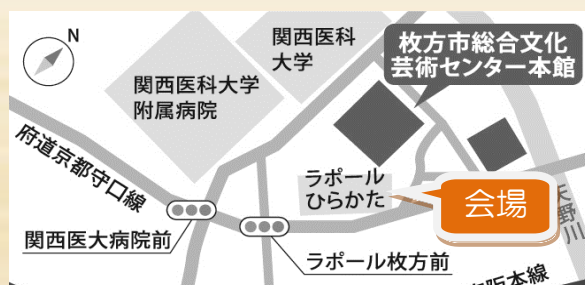 N
関西医科
大学
枚方市総合文化
芸術センター本館
関西医科大学
附属病院
府道京都守口線
ラポール
ひらかた
会場
天野川
関西医大病院前
ラポール枚方前
阪本線